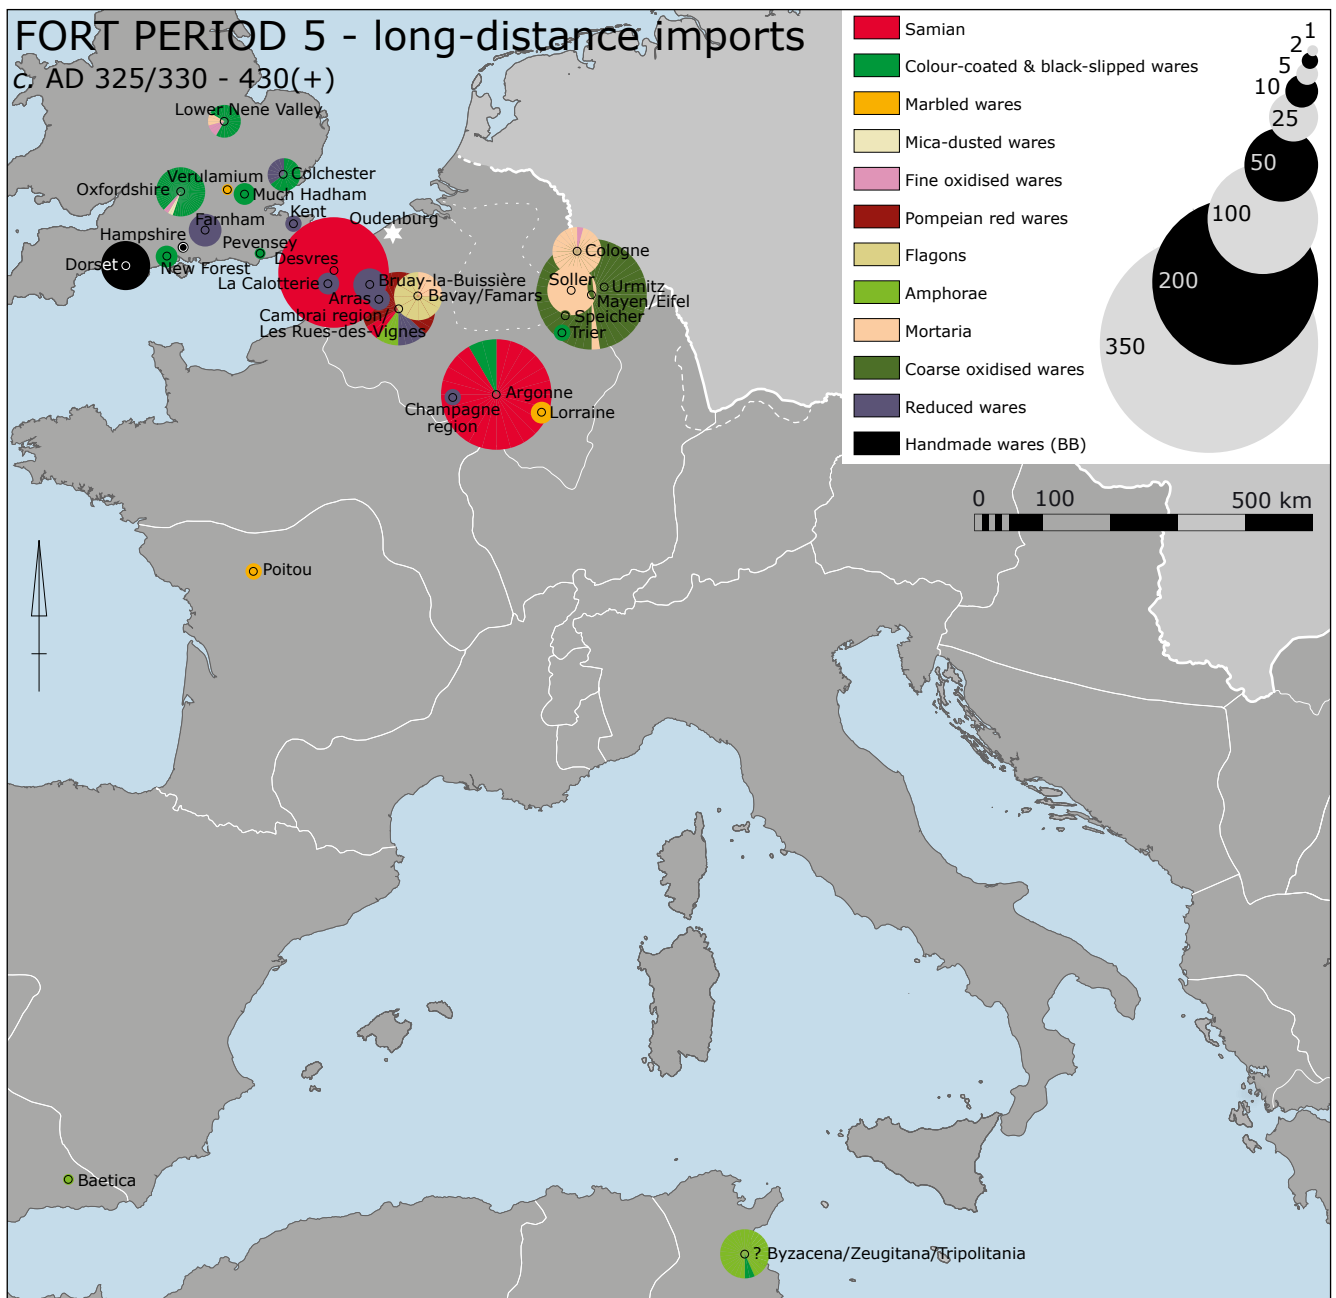 FORT PERIOD 5 - long-distance imports
c. AD 325/330 - 430(+)
Lower Nene Valley
Verulamium
Colchester
Oxfordshire
Much Hadham
Kent
Farnham
Oudenburg
Hampshire
Pevensey
Dorset
New Forest
Desvres
La Calotterie
Bruay-la-Buissière
Arras
Bavay/Famars
Cambrai region/
Les Rues-des-Vignes
Cologne
Soller
Urmitz
Mayen/Eifel
Speicher
Trier
Argonne
Champagne
region
Lorraine
Poitou
Baetica
? Byzacena/Zeugitana/Tripolitania
Samian
Colour-coated & black-slipped wares
Marbled wares
Mica-dusted wares
Fine oxidised wares
Pompeian red wares
Flagons
Amphorae
Mortaria
Coarse oxidised wares
Reduced wares
Handmade wares (BB)
1
2
5
10
25
50
100
200
350
0 100 500 km